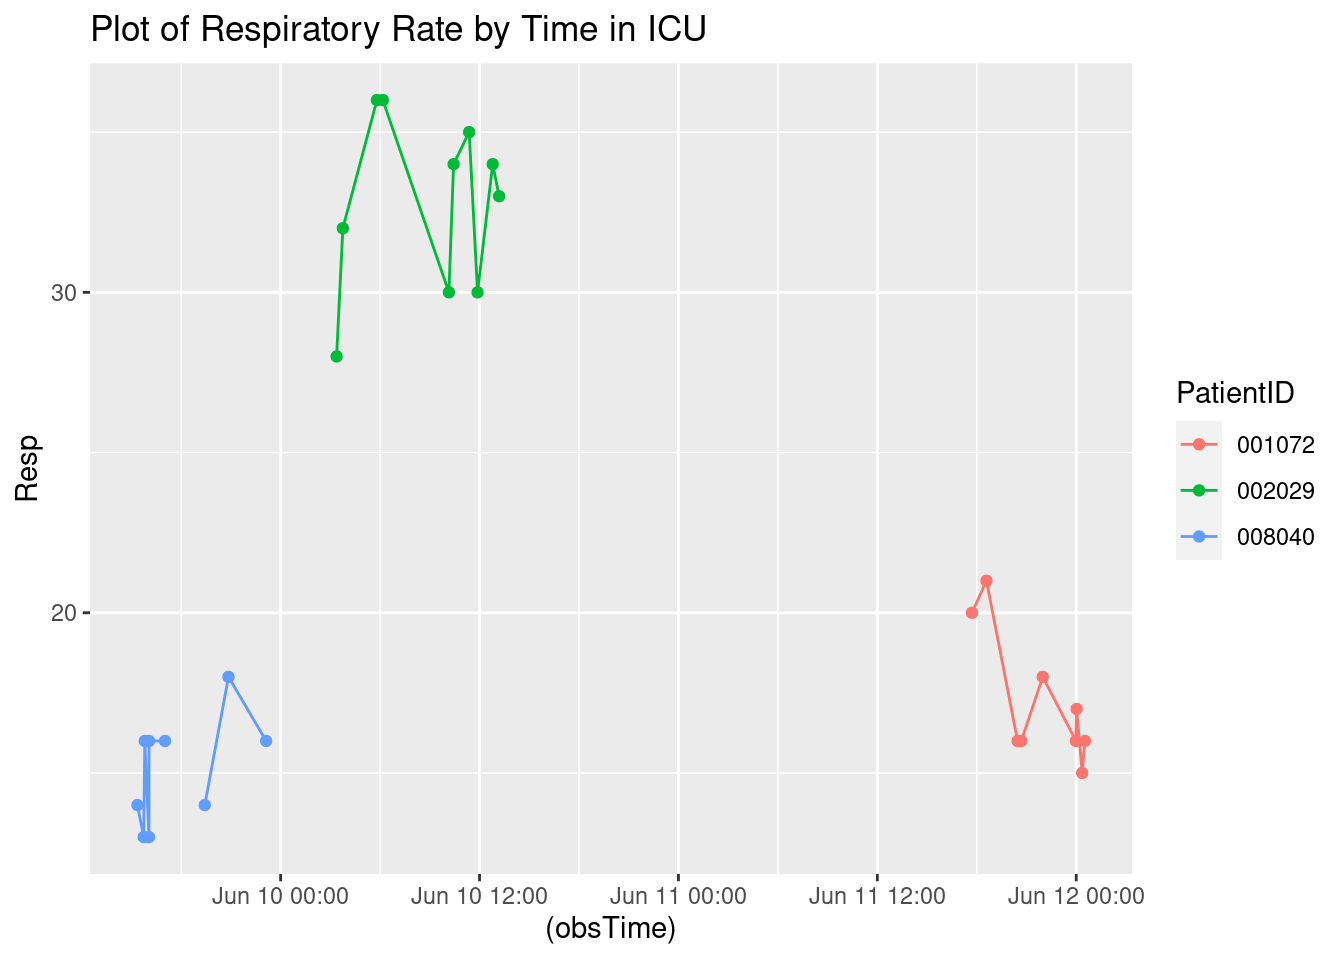 Plot of Respiratory Rate by Time in ICU
Resp
30
20
Jun 10 00:00
Jun 10 12:00
Jun 11 00:00
Jun 11 12:00
Jun 12 00:00
(obsTime)
PatientID
001072
002029
008040